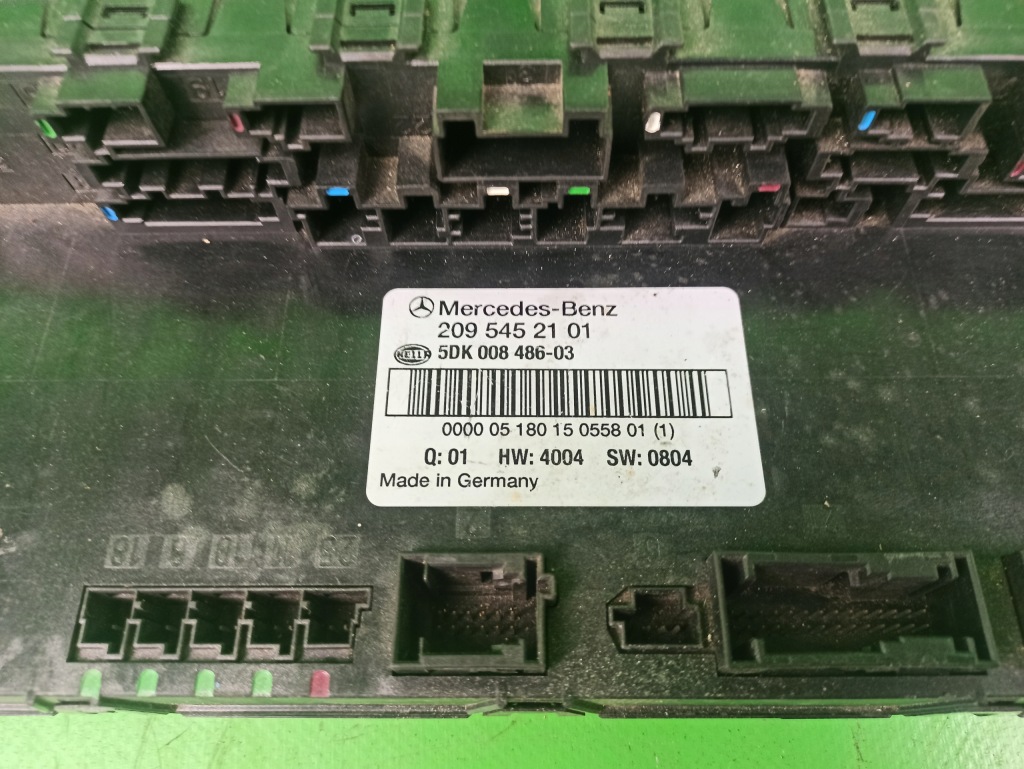 Mercedes-Benz
209 545 21 01
HELLA 5DK 008 486-03
0000 05 180 15 0558 01 (1)
Q: 01 HW: 4004 SW: 0804
Made in Germany